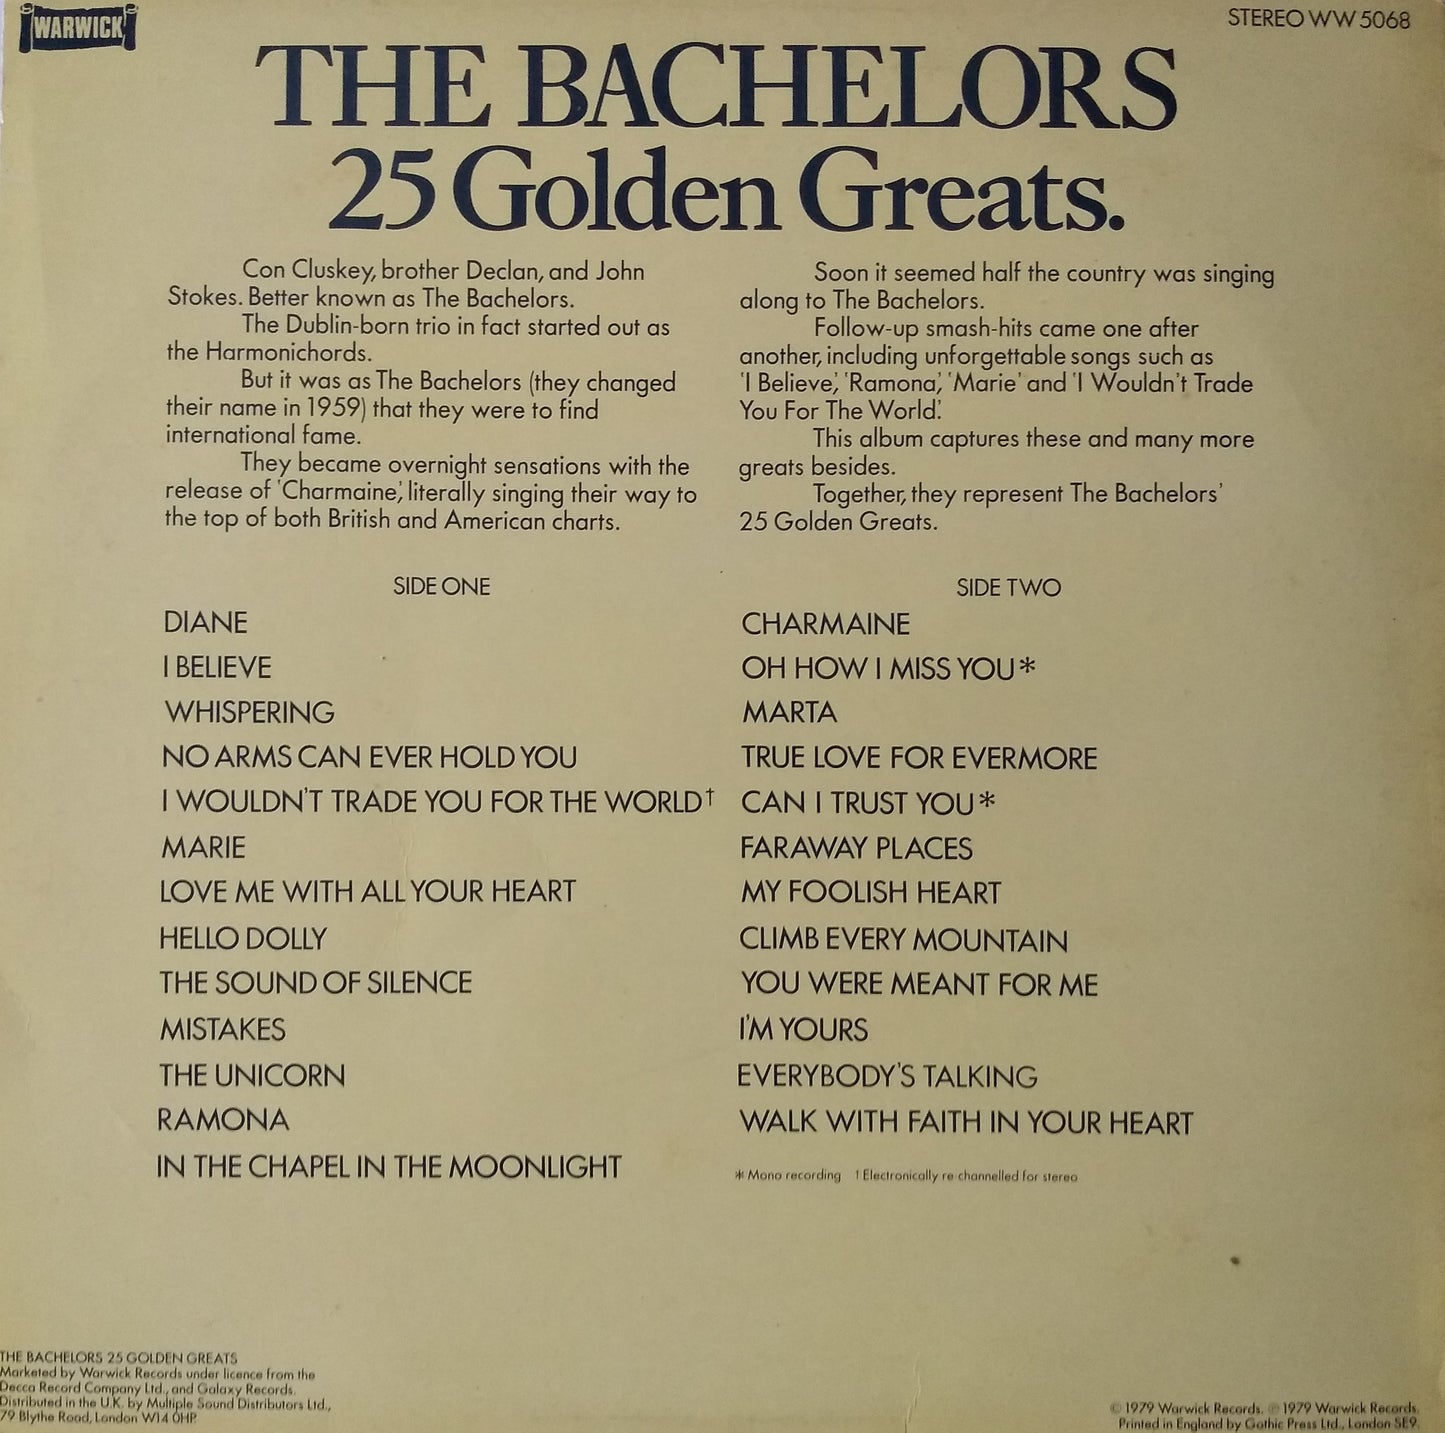 WARWICK
STEREO WW 5068
THE BACHELORS
25 Golden Greats.
Con Cluskey, brother Declan, and John
Stokes. Better known as The Bachelors.
The Dublin-born trio in fact started out as
the Harmonichords.
But it was as The Bachelors (they changed
their name in 1959) that they were to find
international fame.
They became overnight sensations with the
release of 'Charmaine', literally singing their way to
the top of both British and American charts.
Soon it seemed half the country was singing
along to The Bachelors.
Follow-up smash-hits came one after
another, including unforgettable songs such as
'I Believe', 'Ramona', 'Marie' and 'I Wouldn't Trade
You For The World'.
This album captures these and many more
greats besides.
Together, they represent The Bachelors'
25 Golden Greats.
SIDE ONE
DIANE
I BELIEVE
WHISPERING
NO ARMS CAN EVER HOLD YOU
I WOULDN'T TRADE YOU FOR THE WORLD†
MARIE
LOVE ME WITH ALL YOUR HEART
HELLO DOLLY
THE SOUND OF SILENCE
MISTAKES
THE UNICORN
RAMONA
IN THE CHAPEL IN THE MOONLIGHT
SIDE TWO
CHARMAINE
OH HOW I MISS YOU*
MARTA
TRUE LOVE FOR EVERMORE
CAN I TRUST YOU*
FARAWAY PLACES
MY FOOLISH HEART
CLIMB EVERY MOUNTAIN
YOU WERE MEANT FOR ME
I'M YOURS
EVERYBODY'S TALKING
WALK WITH FAITH IN YOUR HEART
* Mono recording † Electronically re channelled for stereo
THE BACHELORS 25 GOLDEN GREATS
Marketed by Warwick Records under licence from the
Decca Record Company Ltd., and Galaxy Records.
Distributed in the U.K. by Multiple Sound Distributors Ltd.,
79 Blythe Road, London W14 0HP.
© 1979 Warwick Records. ℗ 1979 Warwick Records.
Printed in England by Gothic Press Ltd., London SE9.